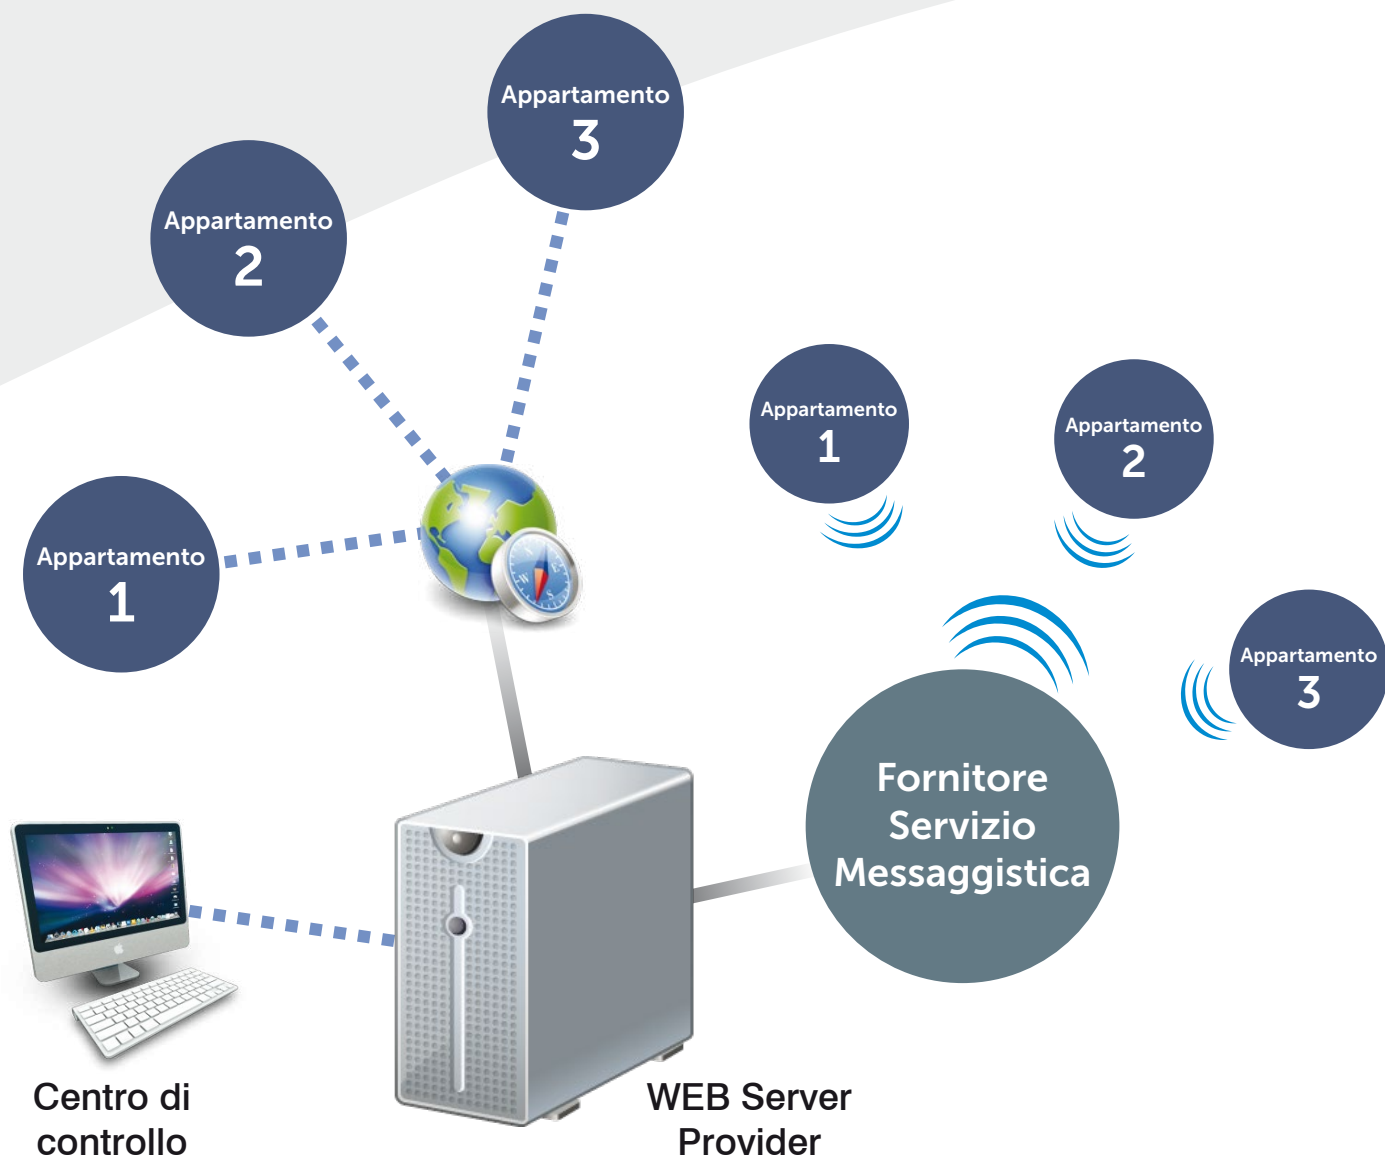 Appartamento
3
Appartamento
2
Appartamento
1
Appartamento
1
Appartamento
2
Appartamento
3
Fornitore
Servizio
Messaggistica
Centro di
controllo
WEB Server
Provider
N
E
S
W